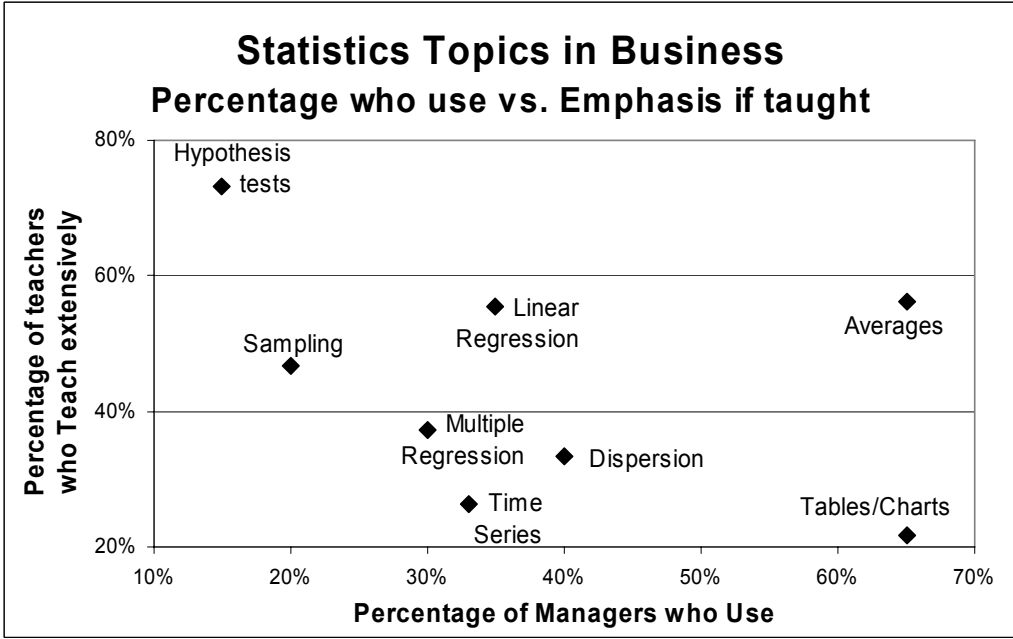 Statistics Topics in Business
Percentage who use vs. Emphasis if taught
Percentage of teachers
who Teach extensively
80%
60%
40%
20%
Hypothesis
tests
Linear
Regression
Averages
Sampling
Multiple
Regression
Dispersion
Time
Series
Tables/Charts
10%
20%
30%
40%
50%
60%
70%
Percentage of Managers who Use